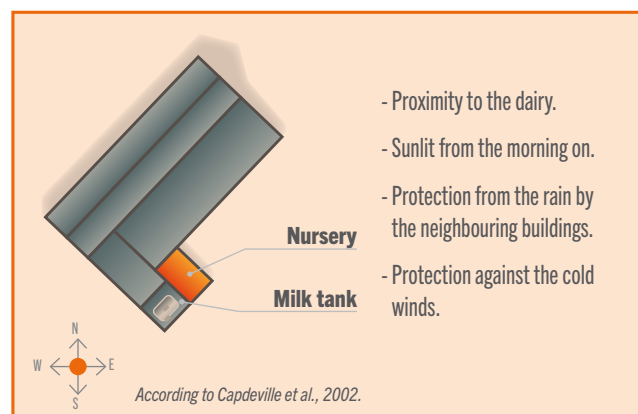 - Proximity to the dairy.
- Sunlit from the morning on.
- Protection from the rain by
the neighbouring buildings.
- Protection against the cold
winds.
Nursery
Milk tank
N
W
E
S
According to Capdeville et al., 2002.